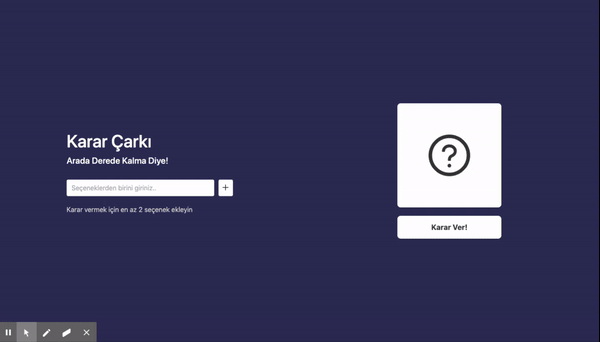 Karar Çarkı
Arada Derede Kalma Diye!
Seçeneklerden birini giriniz..
+
Karar vermek için en az 2 seçenek ekleyin
?
Karar Ver!